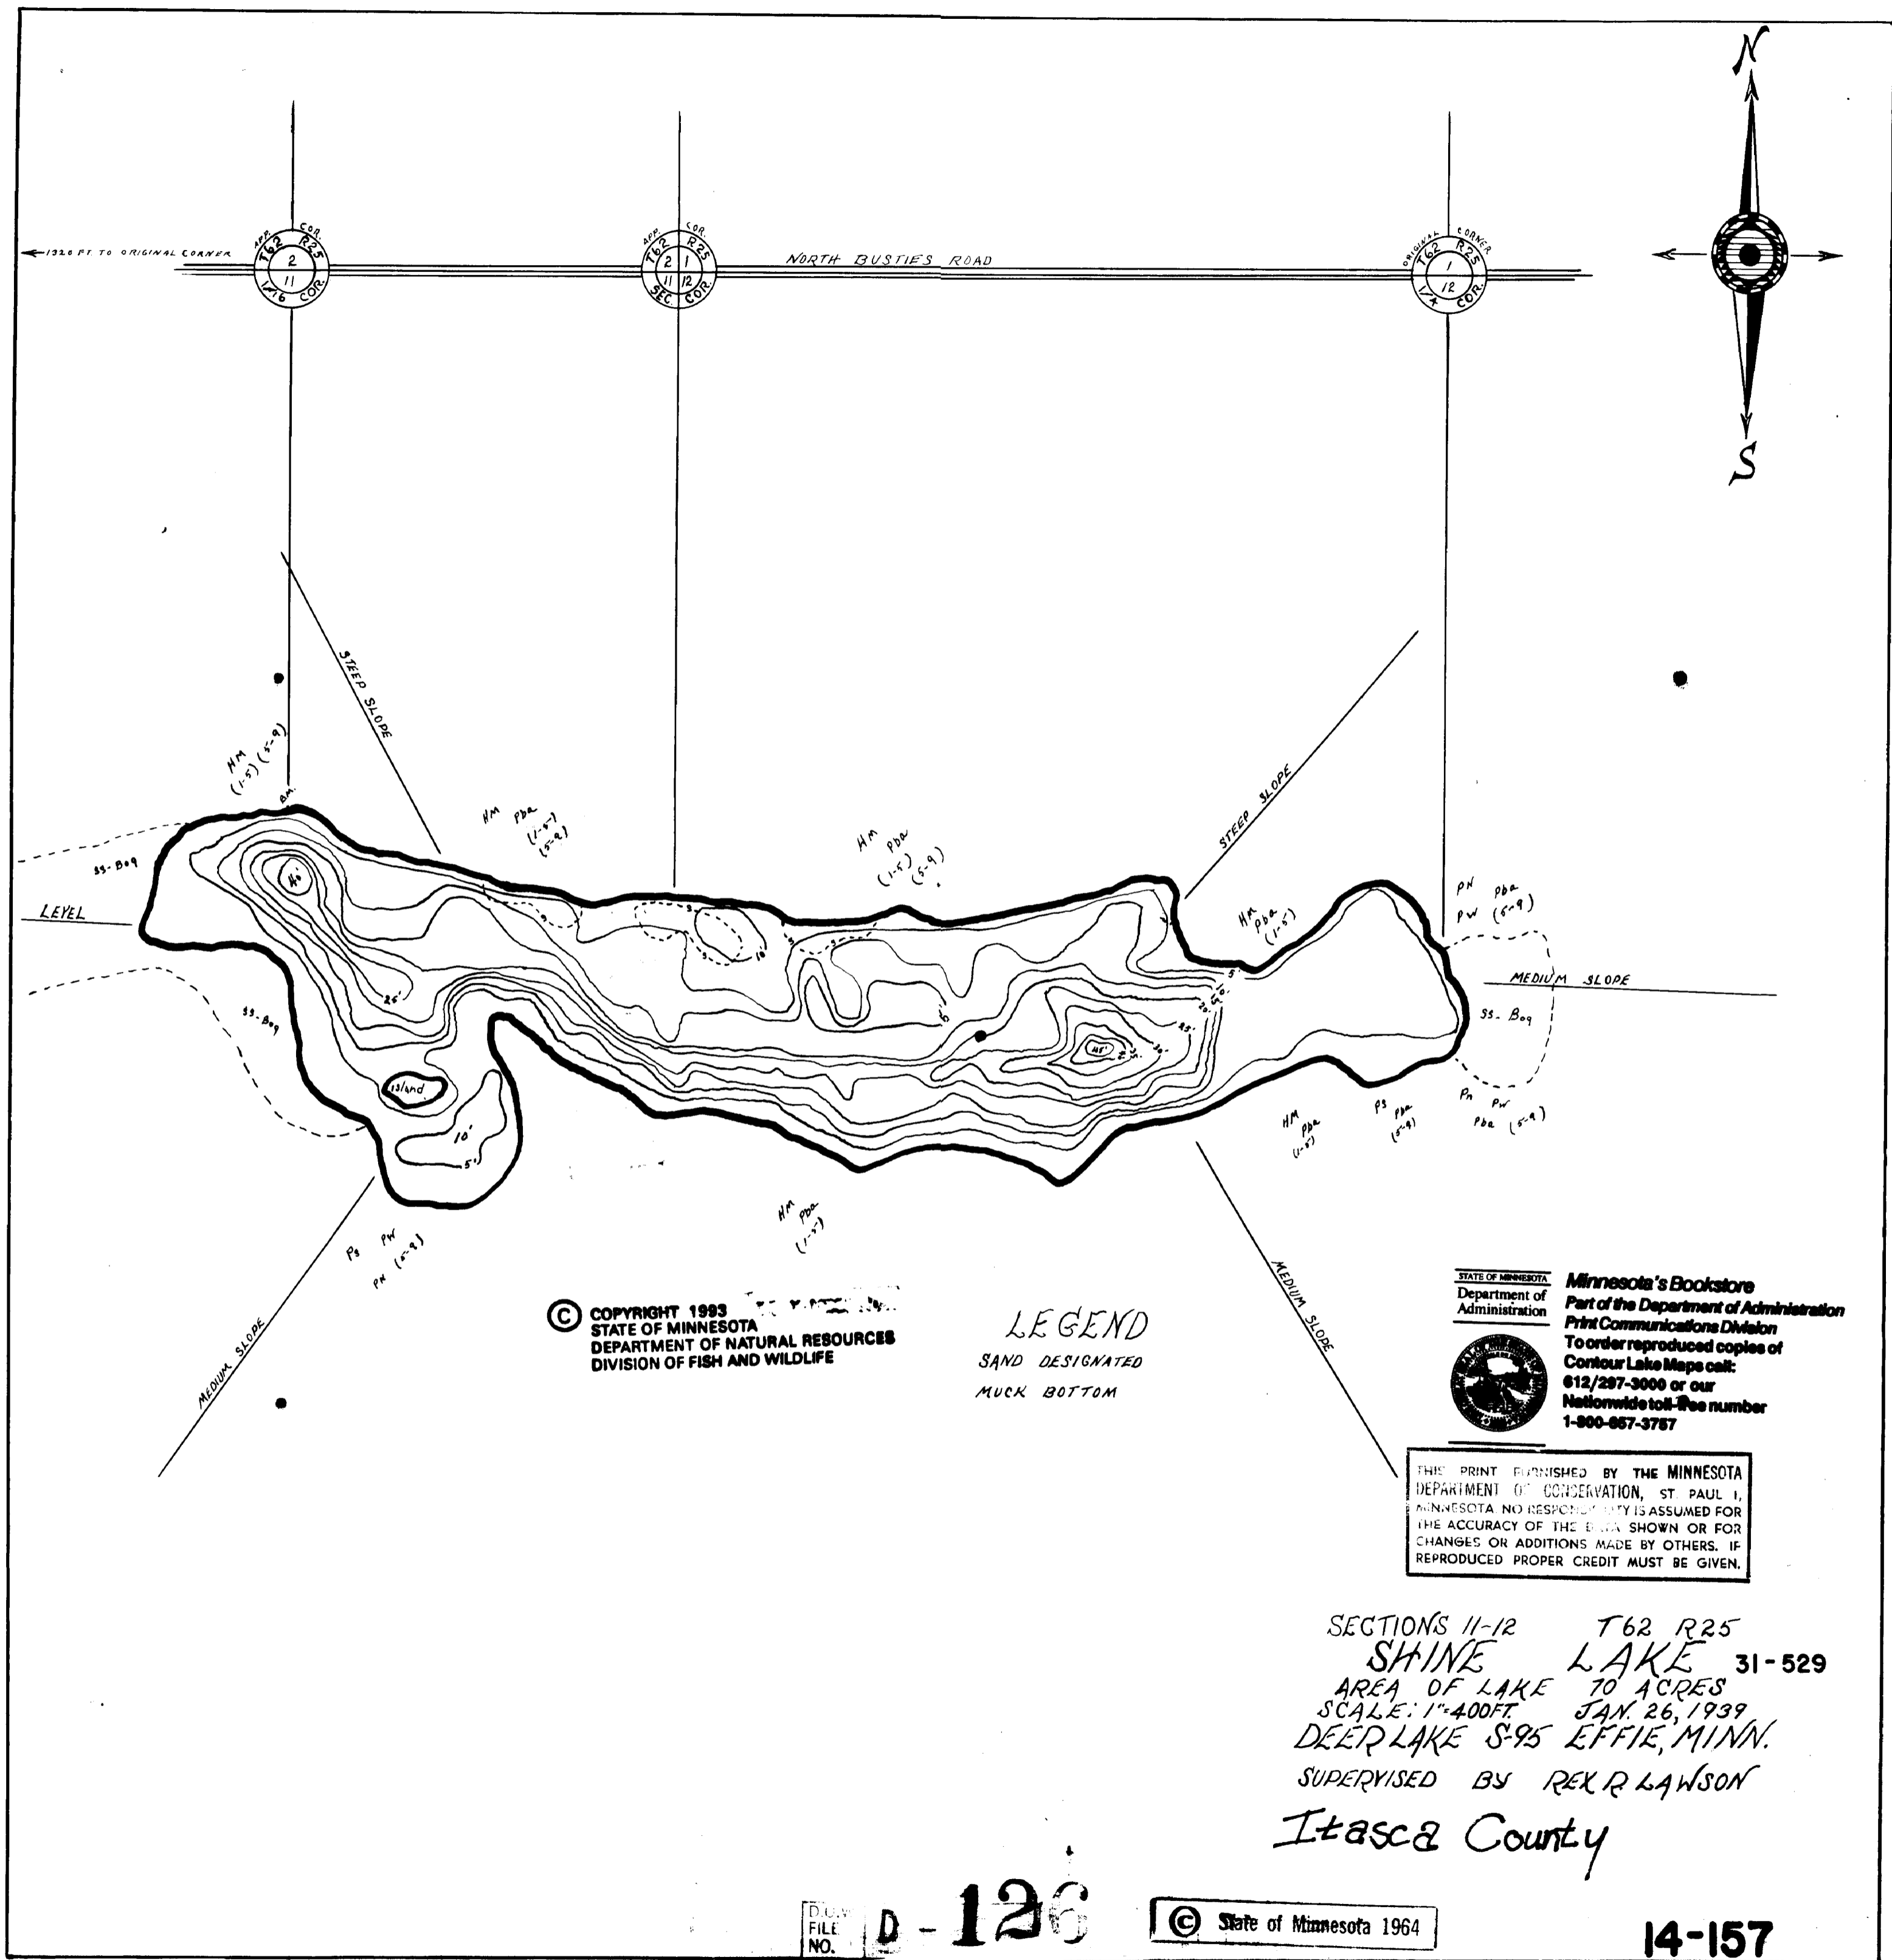 N
S
←1320 FT. TO ORIGINAL CORNER
APP. COR.
T62 R25
2
11
1/16 COR.
APP. COR.
T62 R25
2 1
11 12
SEC. COR.
NORTH BUSTIES ROAD
ORIGINAL CORNER
T62 R25
1
12
1/4 COR.
STEEP SLOPE
STEEP SLOPE
HM
(1-5) (5-9)
B.M.
HM Pba
(1-5)
(5-9)
HM
Pba
(1-5)
(5-9)
HM
Pba
(1-5)
PN Pba
PW (5-9)
SS-Bog
LEVEL
40'
5
5
10'
5
5
5'
10'
15'
20'
25'
MEDIUM SLOPE
SS-Bog
25'
SS-Bog
Island
10'
5'
HM
Pba
(1-5)
PS
Pba
(5-9)
Pn PW
Pba (5-9)
HM
Pba
(1-5)
Ps PW
PN (5-9)
MEDIUM SLOPE
MEDIUM SLOPE
© COPYRIGHT 1993
STATE OF MINNESOTA
DEPARTMENT OF NATURAL RESOURCES
DIVISION OF FISH AND WILDLIFE
LEGEND
SAND DESIGNATED
MUCK BOTTOM
STATE OF MINNESOTA
Department of
Administration
Minnesota's Bookstore
Part of the Department of Administration
Print Communications Division
To order reproduced copies of
Contour Lake Maps call:
612/297-3000 or our
Nationwide toll-free number
1-800-657-3757
THIS PRINT FURNISHED BY THE MINNESOTA
DEPARTMENT OF CONSERVATION, ST. PAUL 1,
MINNESOTA. NO RESPONSIBILITY IS ASSUMED FOR
THE ACCURACY OF THE DATA SHOWN OR FOR
CHANGES OR ADDITIONS MADE BY OTHERS. IF
REPRODUCED PROPER CREDIT MUST BE GIVEN.
SECTIONS 11-12 T62 R25
SHINE LAKE 31-529
AREA OF LAKE 70 ACRES
SCALE: 1"=400FT. JAN. 26, 1939
DEER LAKE S-95 EFFIE, MINN.
SUPERVISED BY REX R. LAWSON
Itasca County
FILE
NO.
D-126
© State of Minnesota 1964
14-157